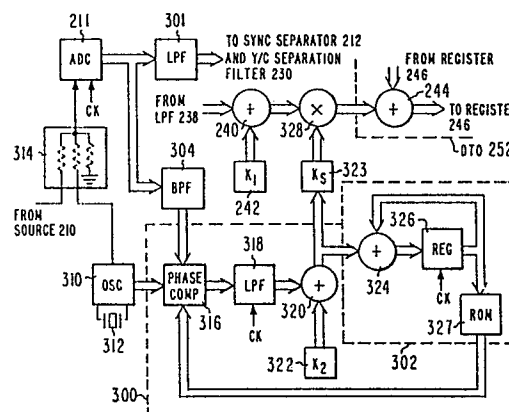 211
ADC
CK
301
LPF
TO SYNC SEPARATOR 212
AND Y/C SEPARATION
FILTER 230
FROM REGISTER
246
244
+
TO REGISTER
246
DTO 252
FROM
LPF 238
+
240
×
328
K1
242
K5
323
314
FROM
SOURCE 210
304
BPF
310
OSC
312
PHASE
COMP
316
318
LPF
CK
+
320
K2
322
+
324
326
REG
CK
ROM
327
302
300